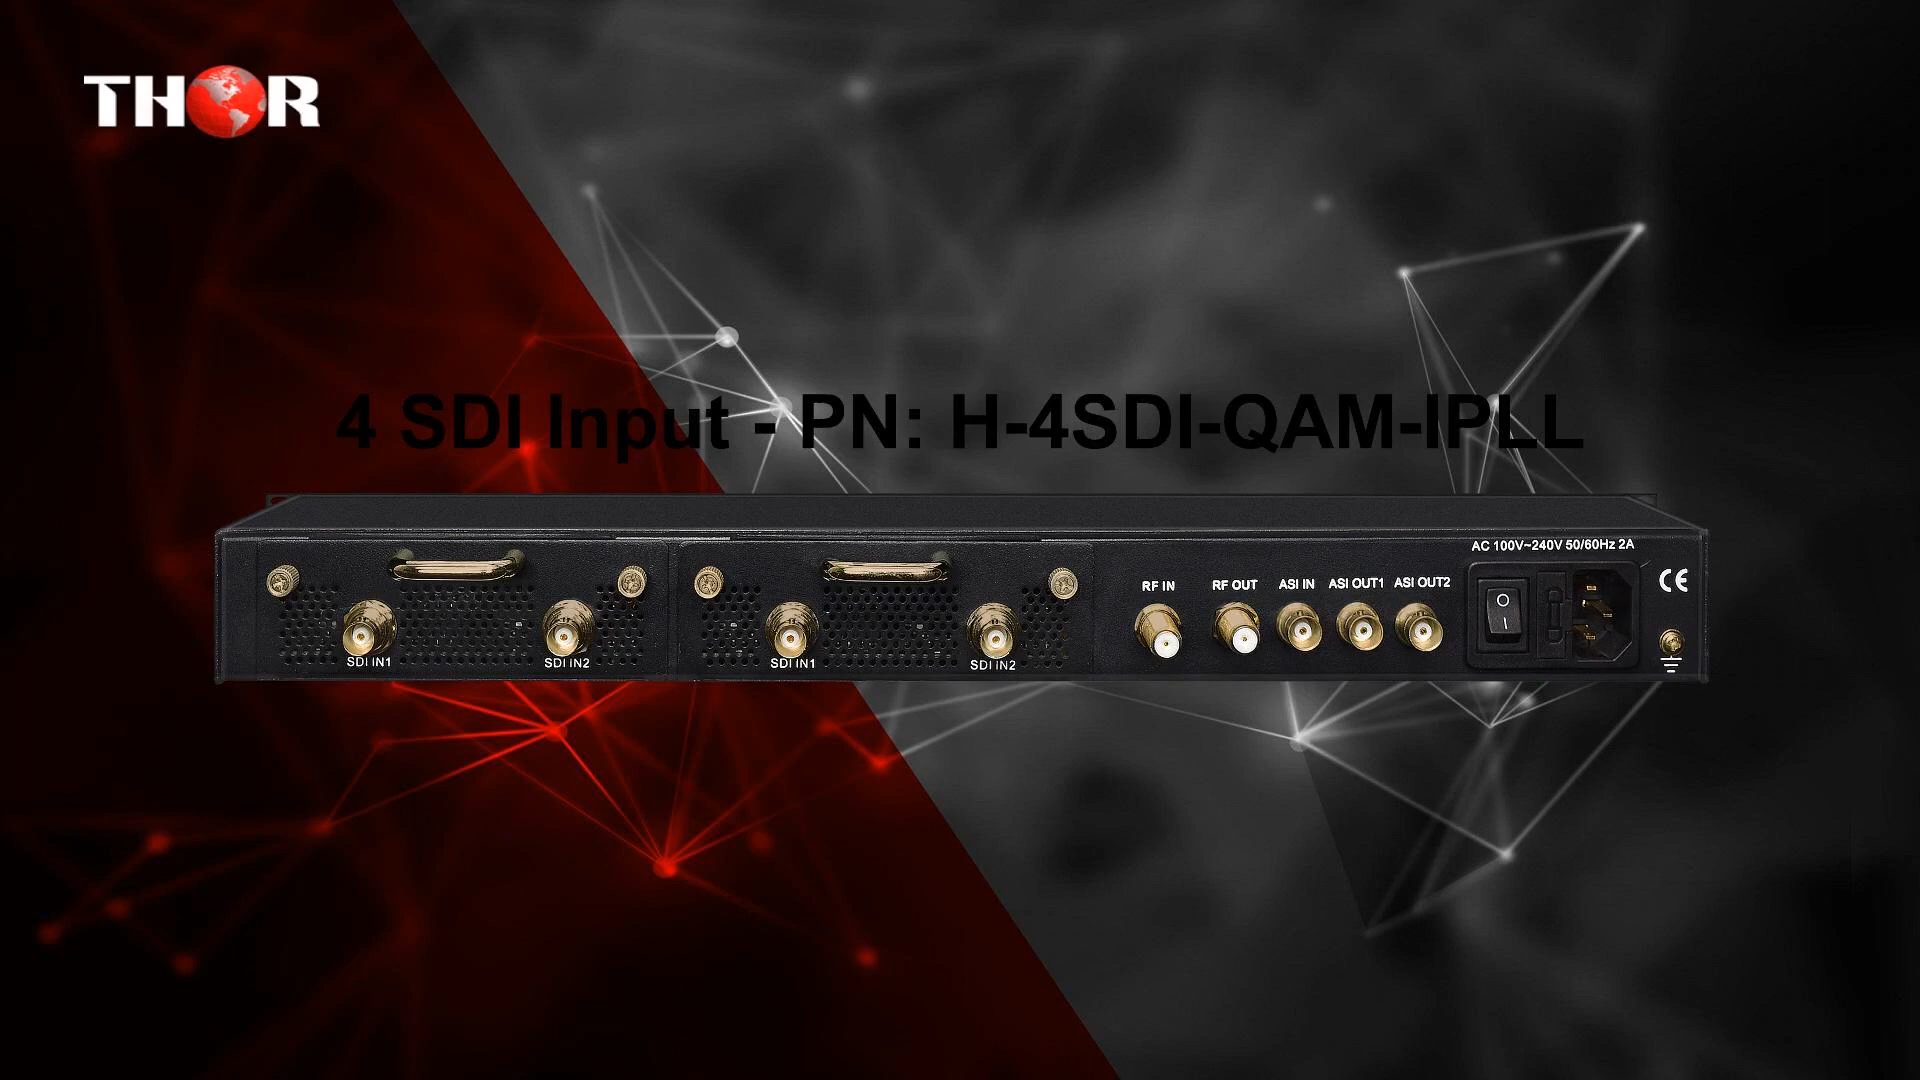 THOR
4 SDI Input - PN: H-4SDI-QAM-IPLL
AC 100V~240V 50/60Hz 2A
CE
RF IN
RF OUT
ASI IN
ASI OUT1
ASI OUT2
O
I
SDI IN1
SDI IN2
SDI IN1
SDI IN2